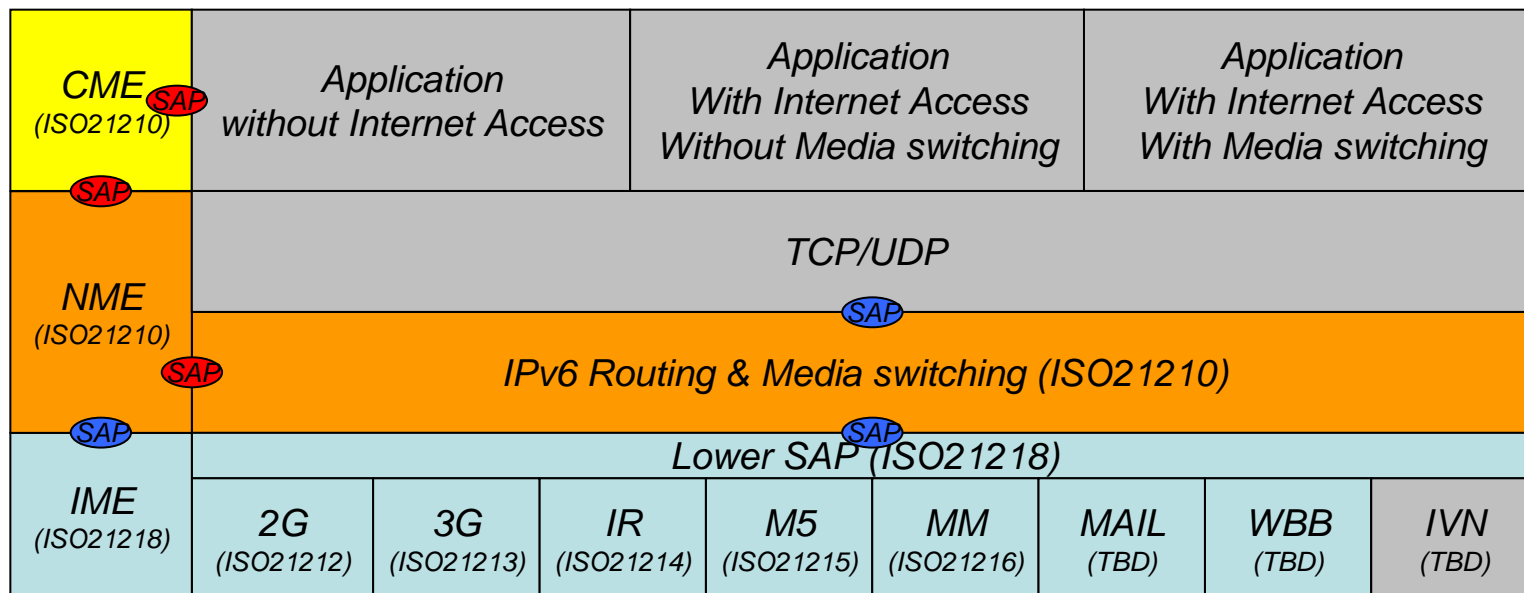 CME
(ISO21210)
SAP
Application
without Internet Access
Application
With Internet Access
Without Media switching
Application
With Internet Access
With Media switching
SAP
NME
(ISO21210)
TCP/UDP
SAP
SAP
IPv6 Routing & Media switching (ISO21210)
SAP
SAP
Lower SAP (ISO21218)
IME
(ISO21218)
2G
(ISO21212)
3G
(ISO21213)
IR
(ISO21214)
M5
(ISO21215)
MM
(ISO21216)
MAIL
(TBD)
WBB
(TBD)
IVN
(TBD)